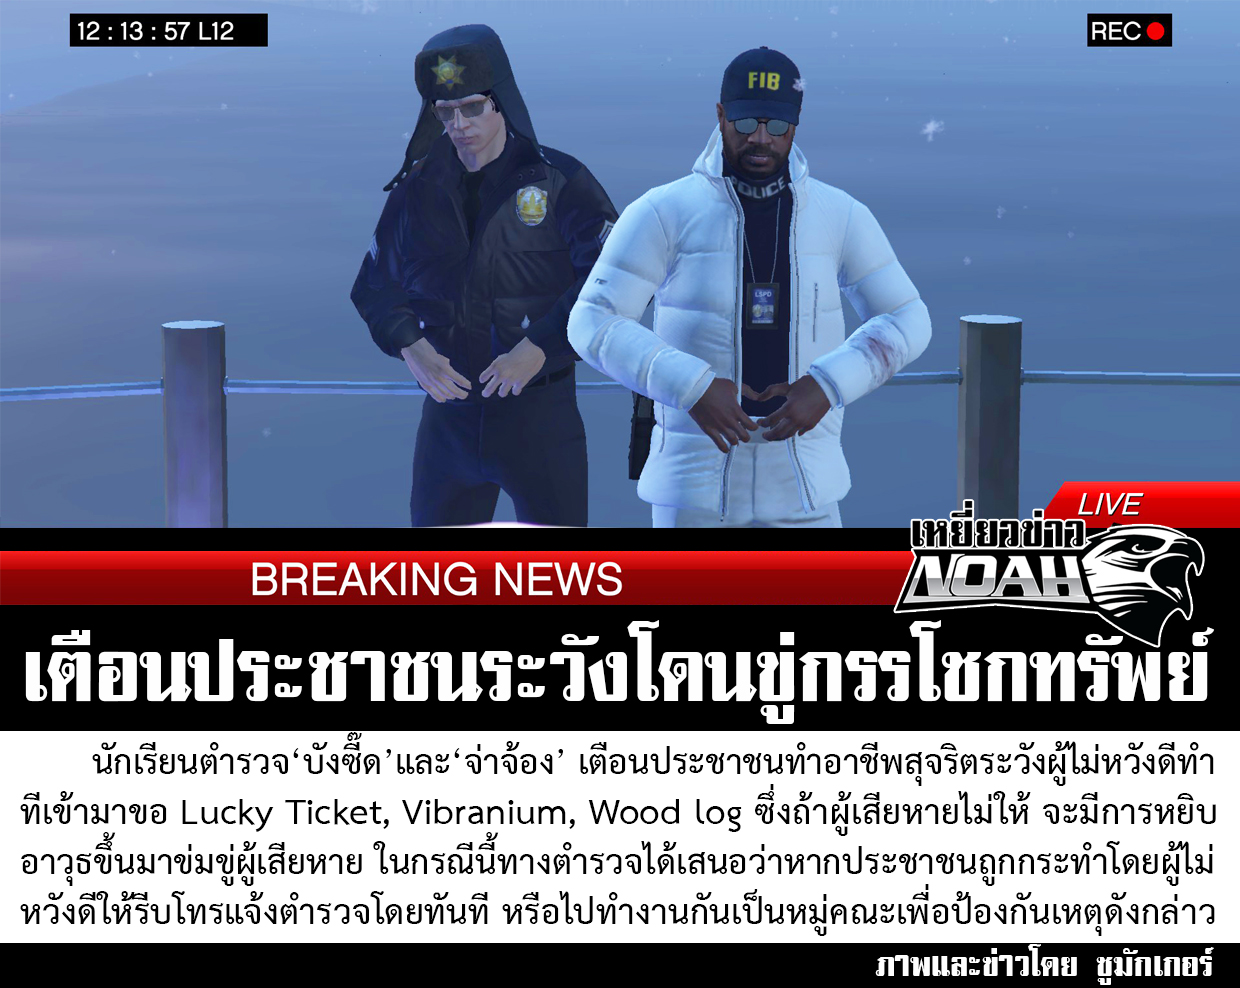 12 : 13 : 57 L12
REC
FIB
POLICE
LSPD
LIVE
เหยี่ยวข่าว
NOAH
BREAKING NEWS
เตือนประชาชนระวังโดนขู่กรรโชกทรัพย์
นักเรียนตำรวจ‘บังซี๊ด’และ‘จ่าจ้อง’ เตือนประชาชนทำอาชีพสุจริตระวังผู้ไม่หวังดีทำ
ทีเข้ามาขอ Lucky Ticket, Vibranium, Wood log ซึ่งถ้าผู้เสียหายไม่ให้ จะมีการหยิบ
อาวุธขึ้นมาข่มขู่ผู้เสียหาย ในกรณีนี้ทางตำรวจได้เสนอว่าหากประชาชนถูกกระทำโดยผู้ไม่
หวังดีให้รีบโทรแจ้งตำรวจโดยทันที หรือไปทำงานกันเป็นหมู่คณะเพื่อป้องกันเหตุดังกล่าว
ภาพและข่าวโดย ชูมักเกอร์